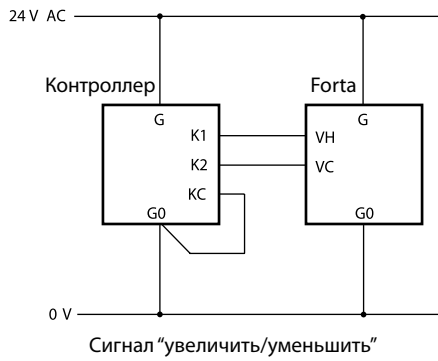 24 V AC
Контроллер Forta
G G
K1 VH
K2 VC
KC
G0 G0
0 V
Сигнал “увеличить/уменьшить”